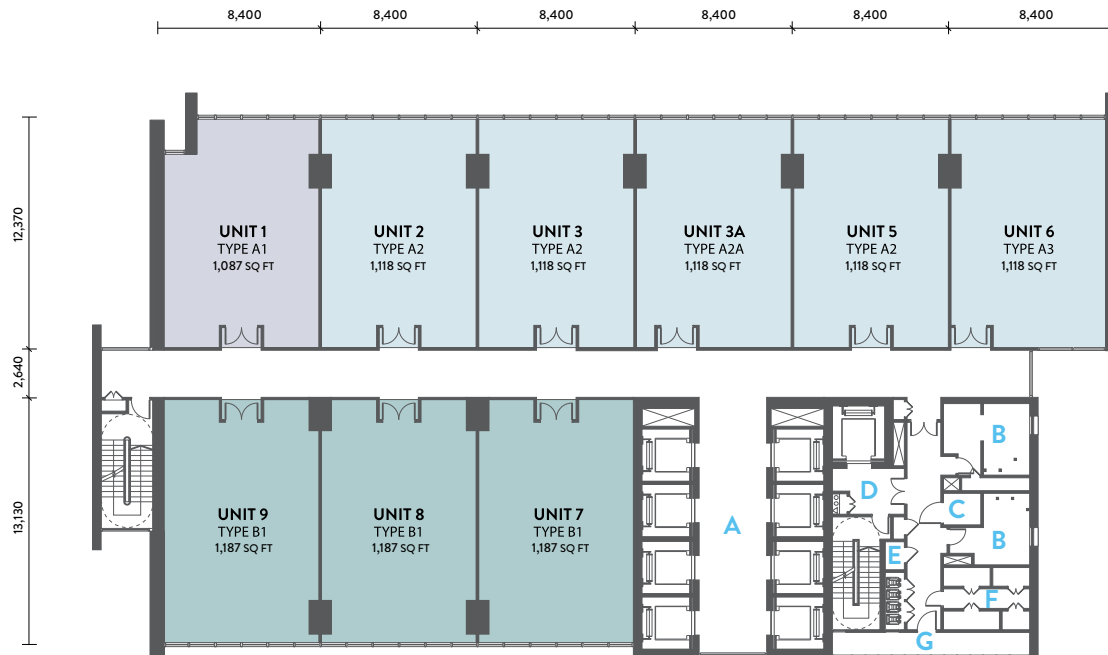 8,400 8,400 8,400 8,400 8,400 8,400
12,370
2,640
13,130
UNIT 1
TYPE A1
1,087 SQ FT
UNIT 2
TYPE A2
1,118 SQ FT
UNIT 3
TYPE A2
1,118 SQ FT
UNIT 3A
TYPE A2A
1,118 SQ FT
UNIT 5
TYPE A2
1,118 SQ FT
UNIT 6
TYPE A3
1,118 SQ FT
UNIT 9
TYPE B1
1,187 SQ FT
UNIT 8
TYPE B1
1,187 SQ FT
UNIT 7
TYPE B1
1,187 SQ FT
A
B
D
C
B
E
F
G